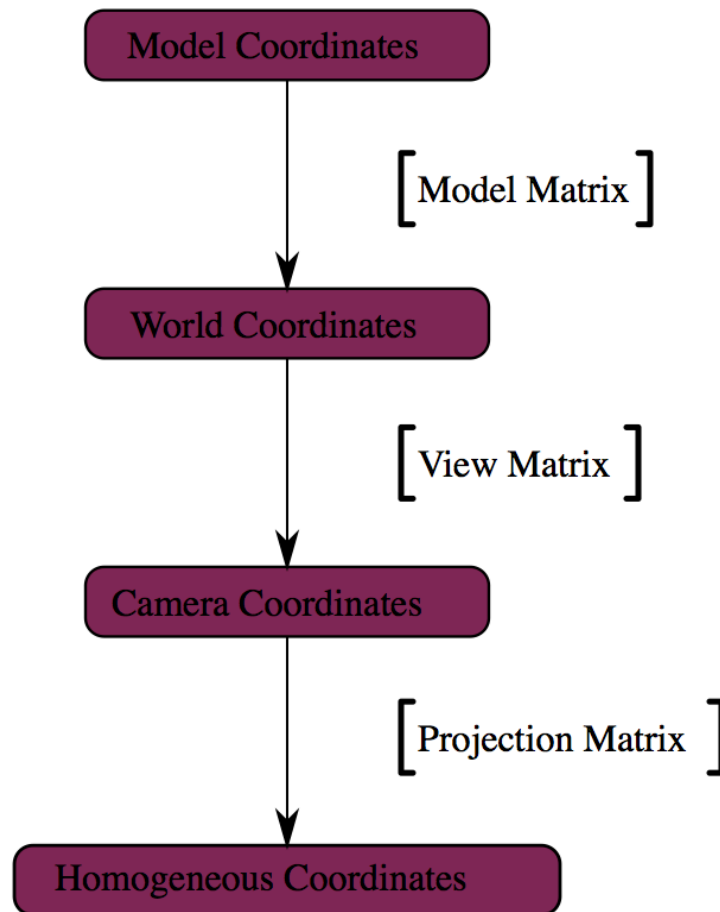 Model Coordinates
[Model Matrix]
World Coordinates
[View Matrix]
Camera Coordinates
[Projection Matrix]
Homogeneous Coordinates